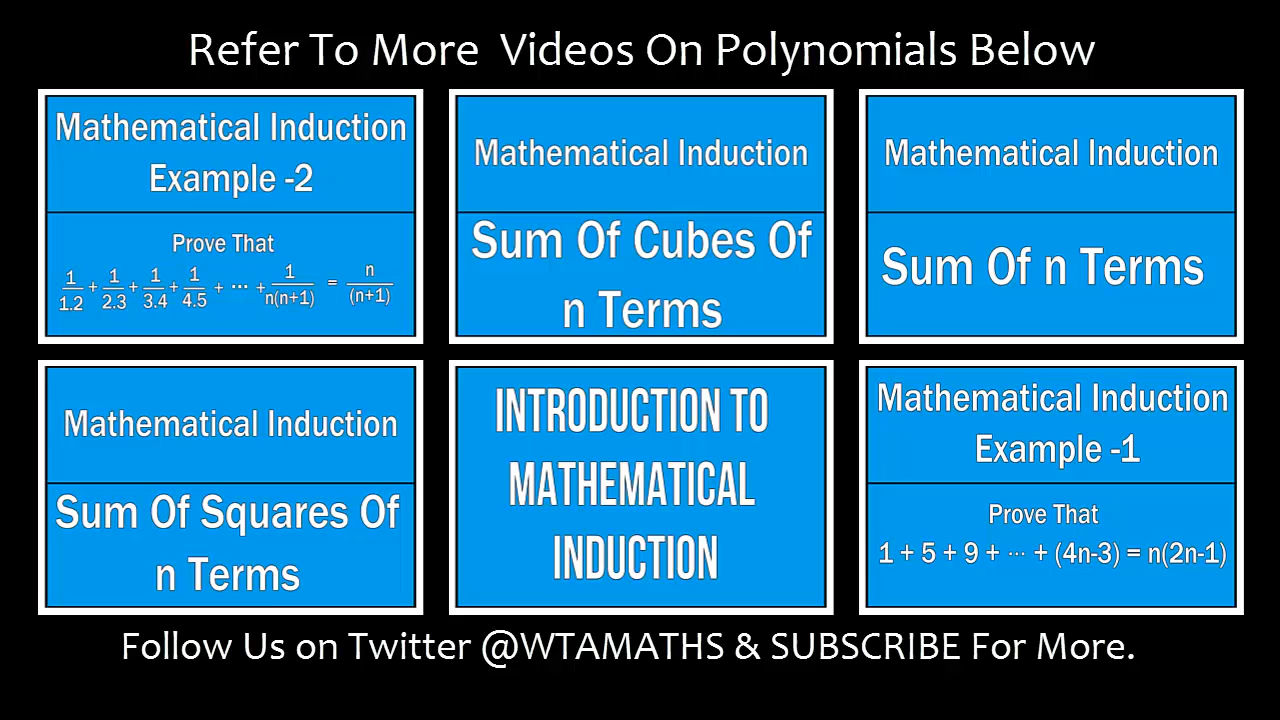 Refer To More Videos On Polynomials Below
Mathematical Induction
Example -2
Prove That
1/1.2 + 1/2.3 + 1/3.4 + 1/4.5 + ... + 1/n(n+1) = n/(n+1)
Mathematical Induction
Sum Of Cubes Of
n Terms
Mathematical Induction
Sum Of n Terms
Mathematical Induction
Sum Of Squares Of
n Terms
INTRODUCTION TO
MATHEMATICAL
INDUCTION
Mathematical Induction
Example -1
Prove That
1 + 5 + 9 + ... + (4n-3) = n(2n-1)
Follow Us on Twitter @WTAMATHS & SUBSCRIBE For More.